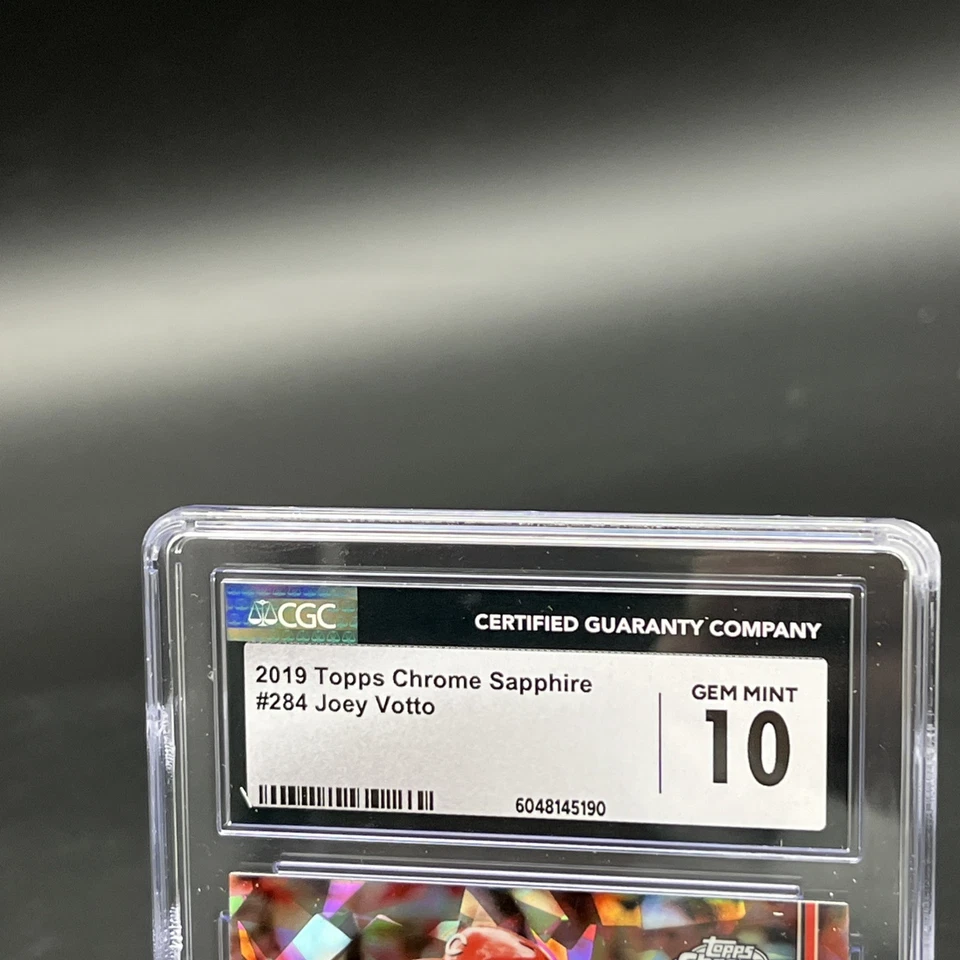 CGC
CERTIFIED GUARANTY COMPANY
2019 Topps Chrome Sapphire
#284 Joey Votto
GEM MINT
10
6048145190
topps